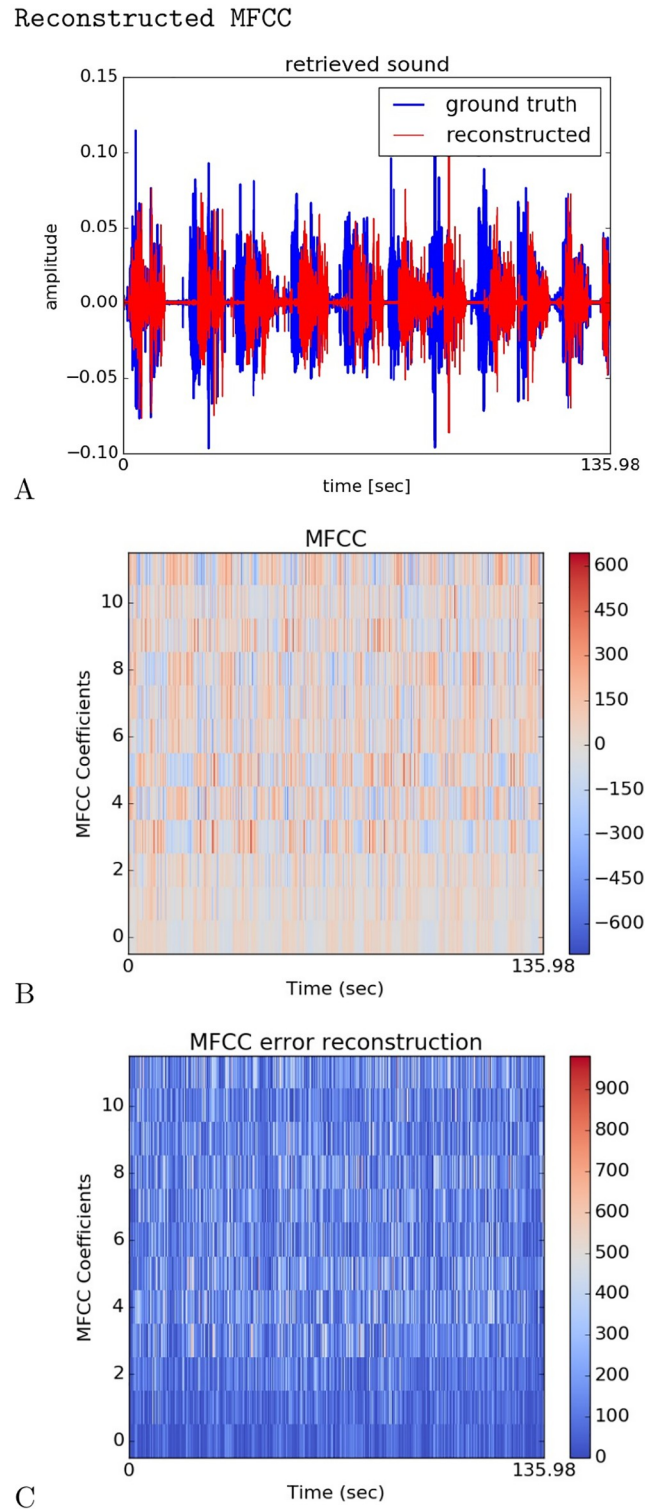 Reconstructed MFCC
retrieved sound
0.15
0.10
0.05
0.00
−0.05
−0.10
amplitude
ground truth
reconstructed
0
135.98
time [sec]
A
MFCC
10
8
6
4
2
0
MFCC Coefficients
0
135.98
Time (sec)
600
450
300
150
0
−150
−300
−450
−600
B
MFCC error reconstruction
10
8
6
4
2
0
MFCC Coefficients
0
135.98
Time (sec)
900
800
700
600
500
400
300
200
100
0
C